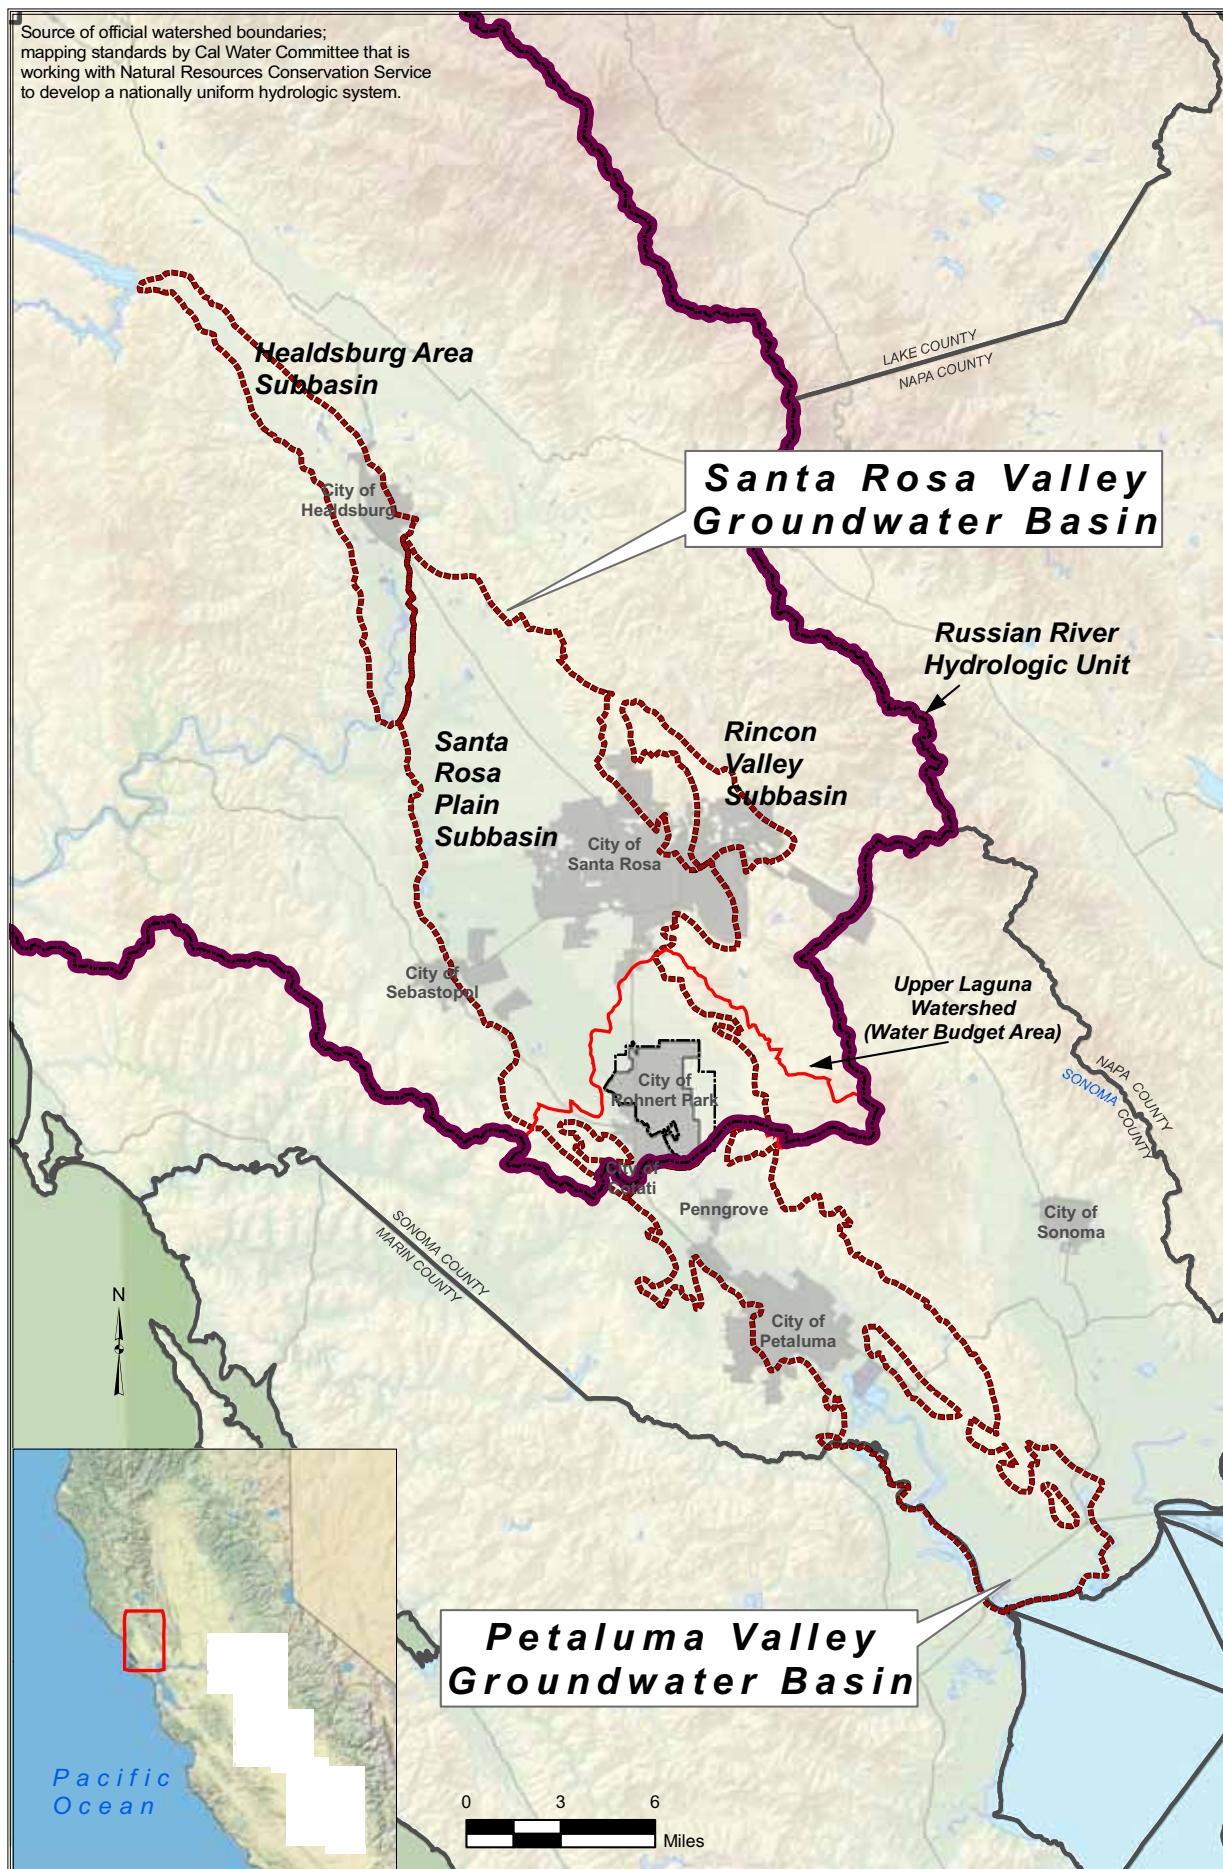 Source of official watershed boundaries;
mapping standards by Cal Water Committee that is
working with Natural Resources Conservation Service
to develop a nationally uniform hydrologic system.
Healdsburg Area
Subbasin
LAKE COUNTY
NAPA COUNTY
City of
Healdsburg
Santa Rosa Valley
Groundwater Basin
Russian River
Hydrologic Unit
Santa
Rosa
Plain
Subbasin
Rincon
Valley
Subbasin
City of
Santa Rosa
City of
Sebastopol
Upper Laguna
Watershed
(Water Budget Area)
City of
Rohnert Park
NAPA COUNTY
SONOMA COUNTY
City of
Cotati
Penngrove
City of
Sonoma
SONOMA COUNTY
MARIN COUNTY
N
City of
Petaluma
Petaluma Valley
Groundwater Basin
Pacific
Ocean
0 3 6
Miles